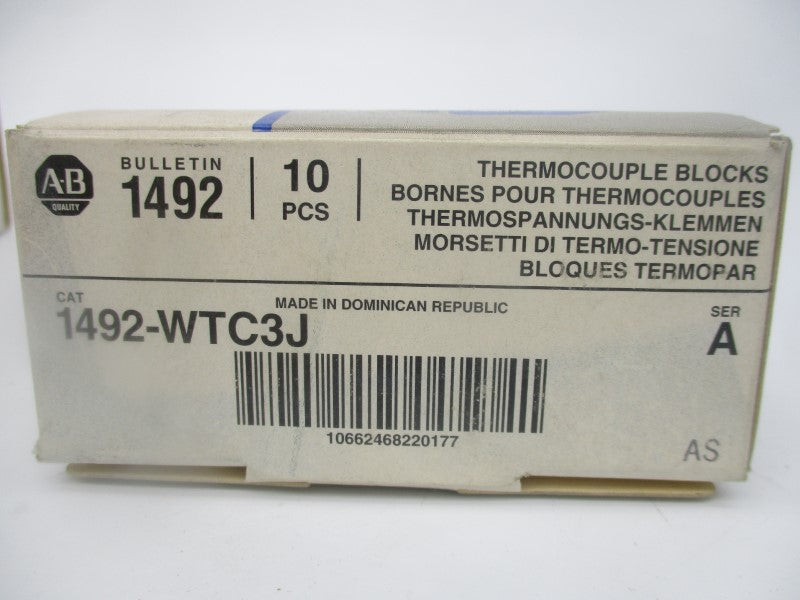 A-B
QUALITY
BULLETIN
1492
10
PCS
THERMOCOUPLE BLOCKS
BORNES POUR THERMOCOUPLES
THERMOSPANNUNGS-KLEMMEN
MORSETTI DI TERMO-TENSIONE
BLOQUES TERMOPAR
CAT
MADE IN DOMINICAN REPUBLIC
SER
1492-WTC3J
A
10662468220177
AS